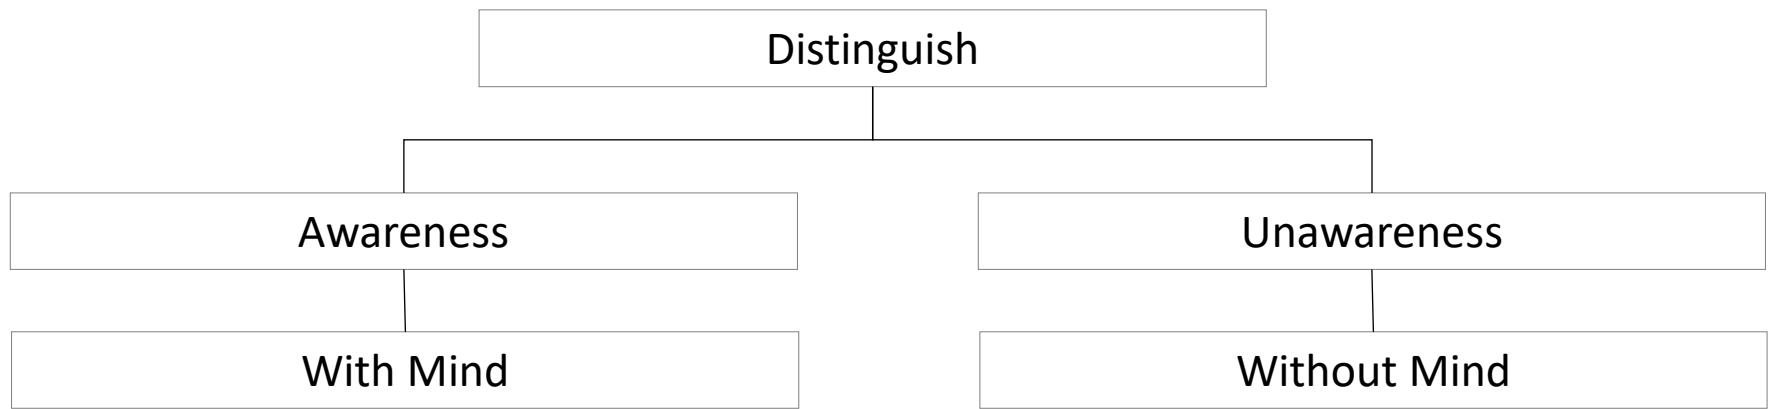 Distinguish
Awareness
Unawareness
With Mind
Without Mind